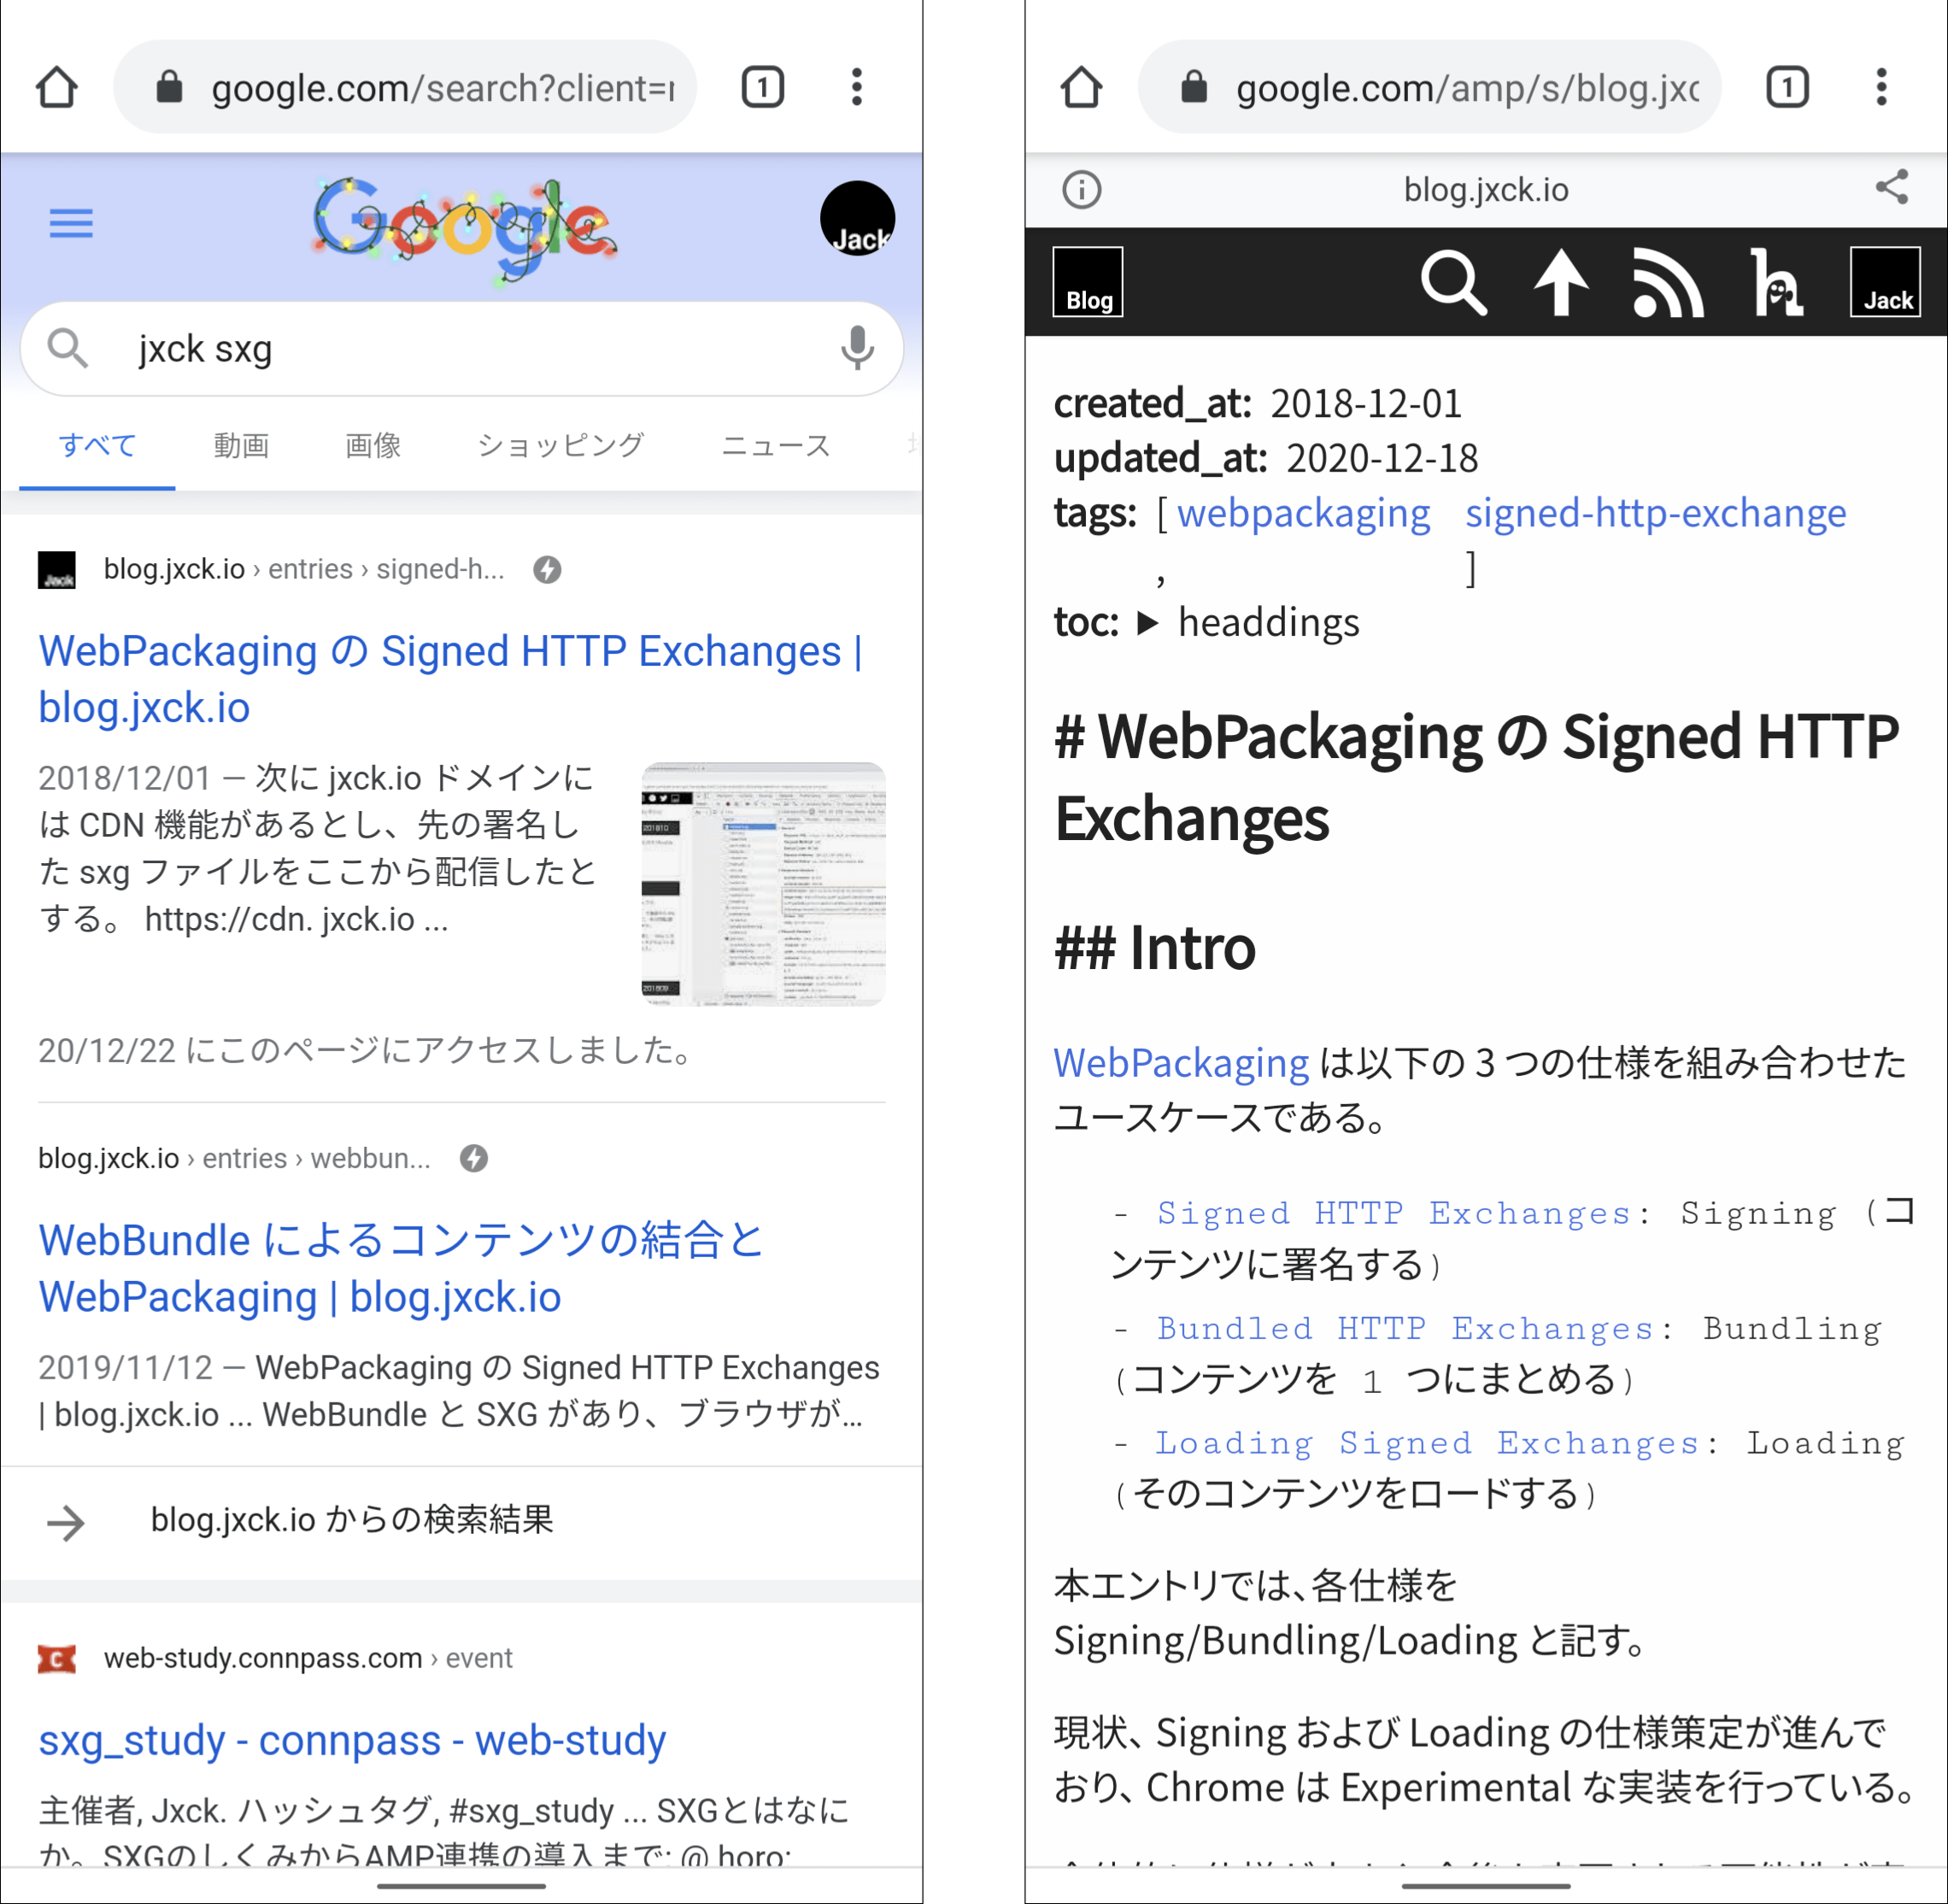 google.com/search?client=r
1
Google
Jack
jxck sxg
すべて 動画 画像 ショッピング ニュース
Jack blog.jxck.io › entries › signed-h...
WebPackaging の Signed HTTP Exchanges |
blog.jxck.io
2018/12/01 — 次に jxck.io ドメインに
は CDN 機能があるとし、先の署名し
た sxg ファイルをここから配信したと
する。 https://cdn. jxck.io ...
201810
201809
20/12/22 にこのページにアクセスしました。
blog.jxck.io › entries › webbun...
WebBundle によるコンテンツの結合と
WebPackaging | blog.jxck.io
2019/11/12 — WebPackaging の Signed HTTP Exchanges
| blog.jxck.io ... WebBundle と SXG があり、ブラウザが...
blog.jxck.io からの検索結果
C web-study.connpass.com › event
sxg_study - connpass - web-study
主催者, Jxck. ハッシュタグ, #sxg_study ... SXGとはなに
か。SXGのしくみからAMP連携の導入まで: @ horo:
google.com/amp/s/blog.jxc
1
blog.jxck.io
Blog
Jack
created_at: 2018-12-01
updated_at: 2020-12-18
tags: [ webpackaging signed-http-exchange
, ]
toc: ▶ headdings
# WebPackaging の Signed HTTP
Exchanges
## Intro
WebPackaging は以下の 3 つの仕様を組み合わせた
ユースケースである。
- Signed HTTP Exchanges: Signing (コ
ンテンツに署名する)
- Bundled HTTP Exchanges: Bundling
(コンテンツを 1 つにまとめる)
- Loading Signed Exchanges: Loading
(そのコンテンツをロードする)
本エントリでは、各仕様を
Signing/Bundling/Loading と記す。
現状、Signing および Loading の仕様策定が進んで
おり、Chrome は Experimental な実装を行っている。